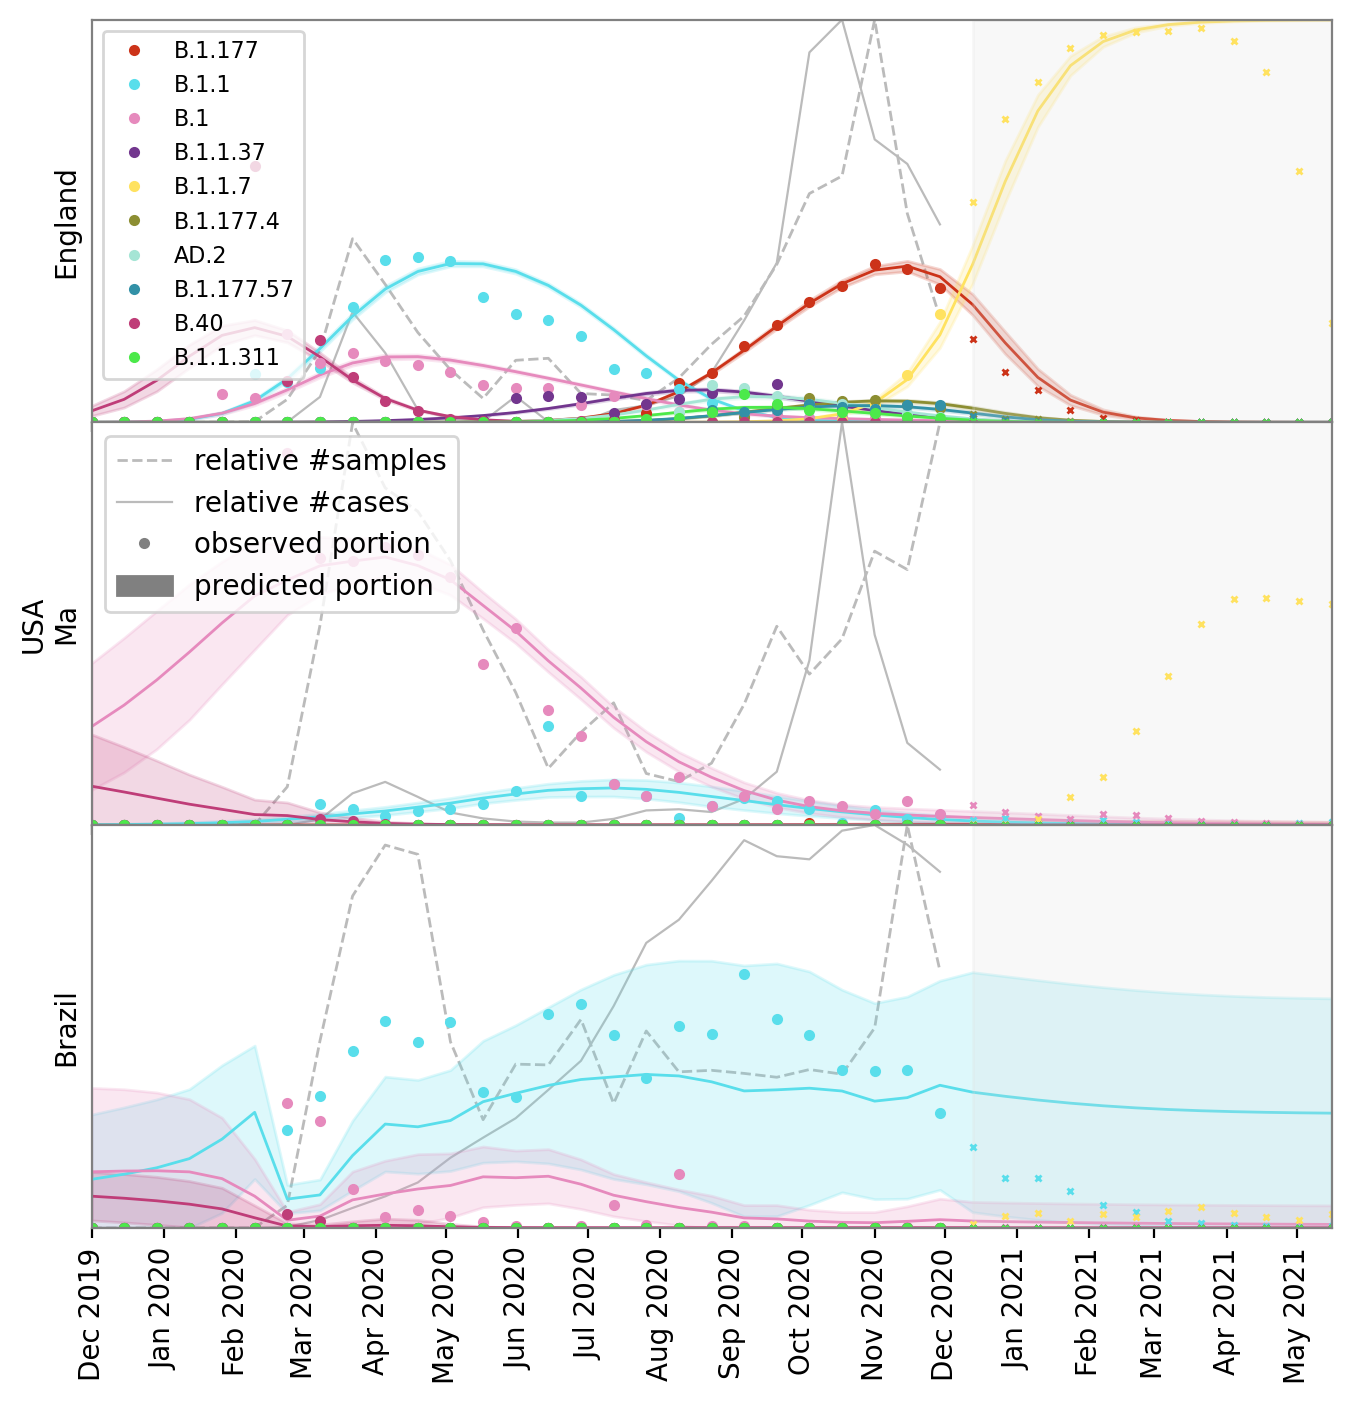 England
B.1.177
B.1.1
B.1
B.1.1.37
B.1.1.7
B.1.177.4
AD.2
B.1.177.57
B.40
B.1.1.311
USA
Ma
relative #samples
relative #cases
observed portion
predicted portion
Brazil
Dec 2019
Jan 2020
Feb 2020
Mar 2020
Apr 2020
May 2020
Jun 2020
Jul 2020
Aug 2020
Sep 2020
Oct 2020
Nov 2020
Dec 2020
Jan 2021
Feb 2021
Mar 2021
Apr 2021
May 2021